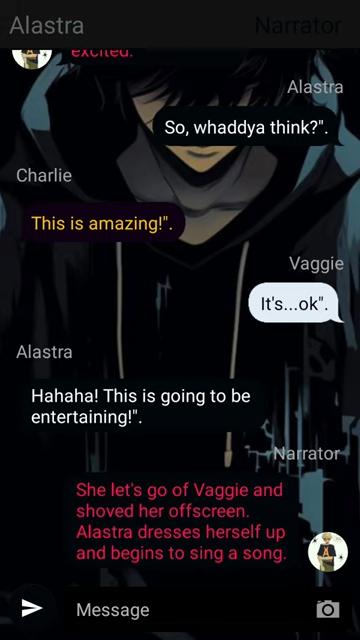 Alastra
Narrator
excited.
Alastra
So, whaddya think?".
Charlie
This is amazing!".
Vaggie
It's...ok".
Alastra
Hahaha! This is going to be
entertaining!".
Narrator
She let's go of Vaggie and
shoved her offscreen.
Alastra dresses herself up
and begins to sing a song.
Message